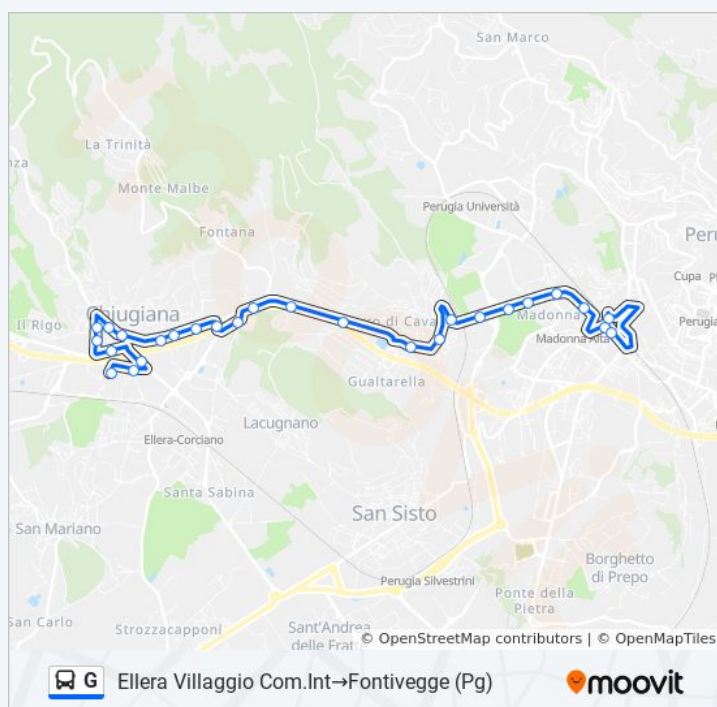 San Marco
La Trinità
nza
Monte Malbe
Perugia Università
Fontana
Peru
Cupa
Chiugiana
Il Rigo
Madonna
Perugia
Madonna Alta
Gualtarella
Ellera-Corciano
Lacugnano
Santa Sabina
San Mariano
San Sisto
Borghetto
di Prepo
Perugia Silvestrini
Ponte della
Pietra
San Carlo
Strozzacapponi
Sant'Andrea
delle Frat
© OpenStreetMap contributors | © OpenMapTiles
G Ellera Villaggio Com.Int→Fontivegge (Pg)
moovit